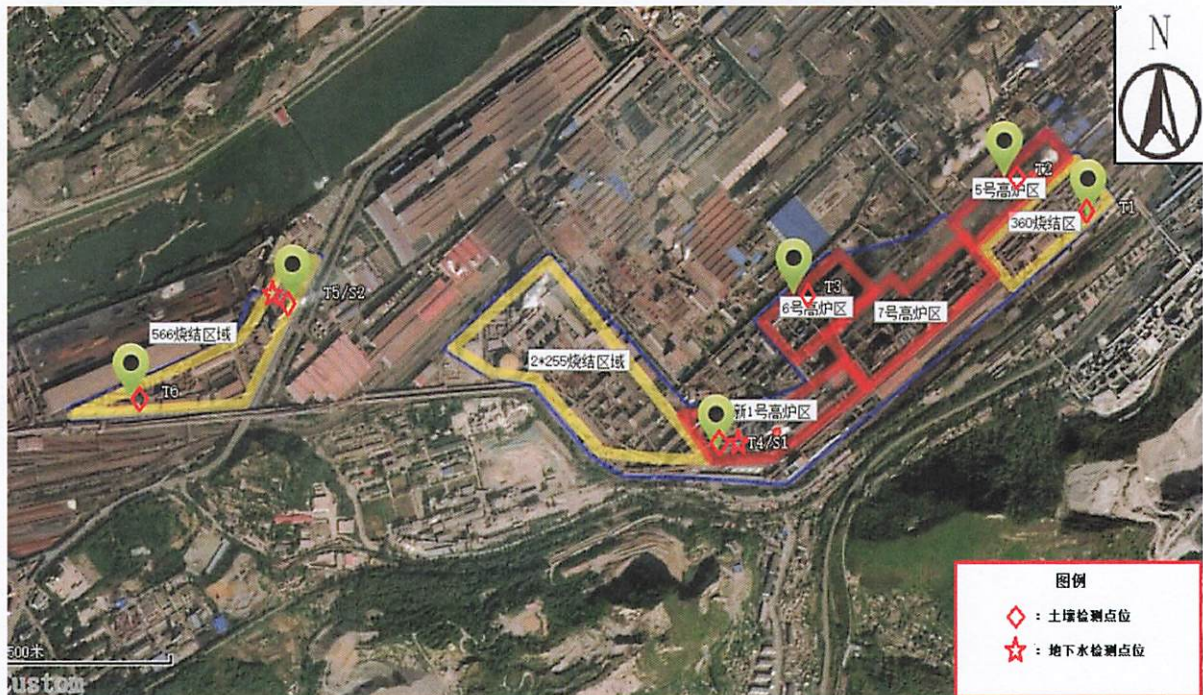 N
T2
5号高炉区
T1
360烧结区
T3
6号高炉区
7号高炉区
T5/S2
566烧结区域
2*255烧结区域
T6
新1号高炉区
T4/S1
500米
ustom
图例
：土壤检测点位
：地下水检测点位